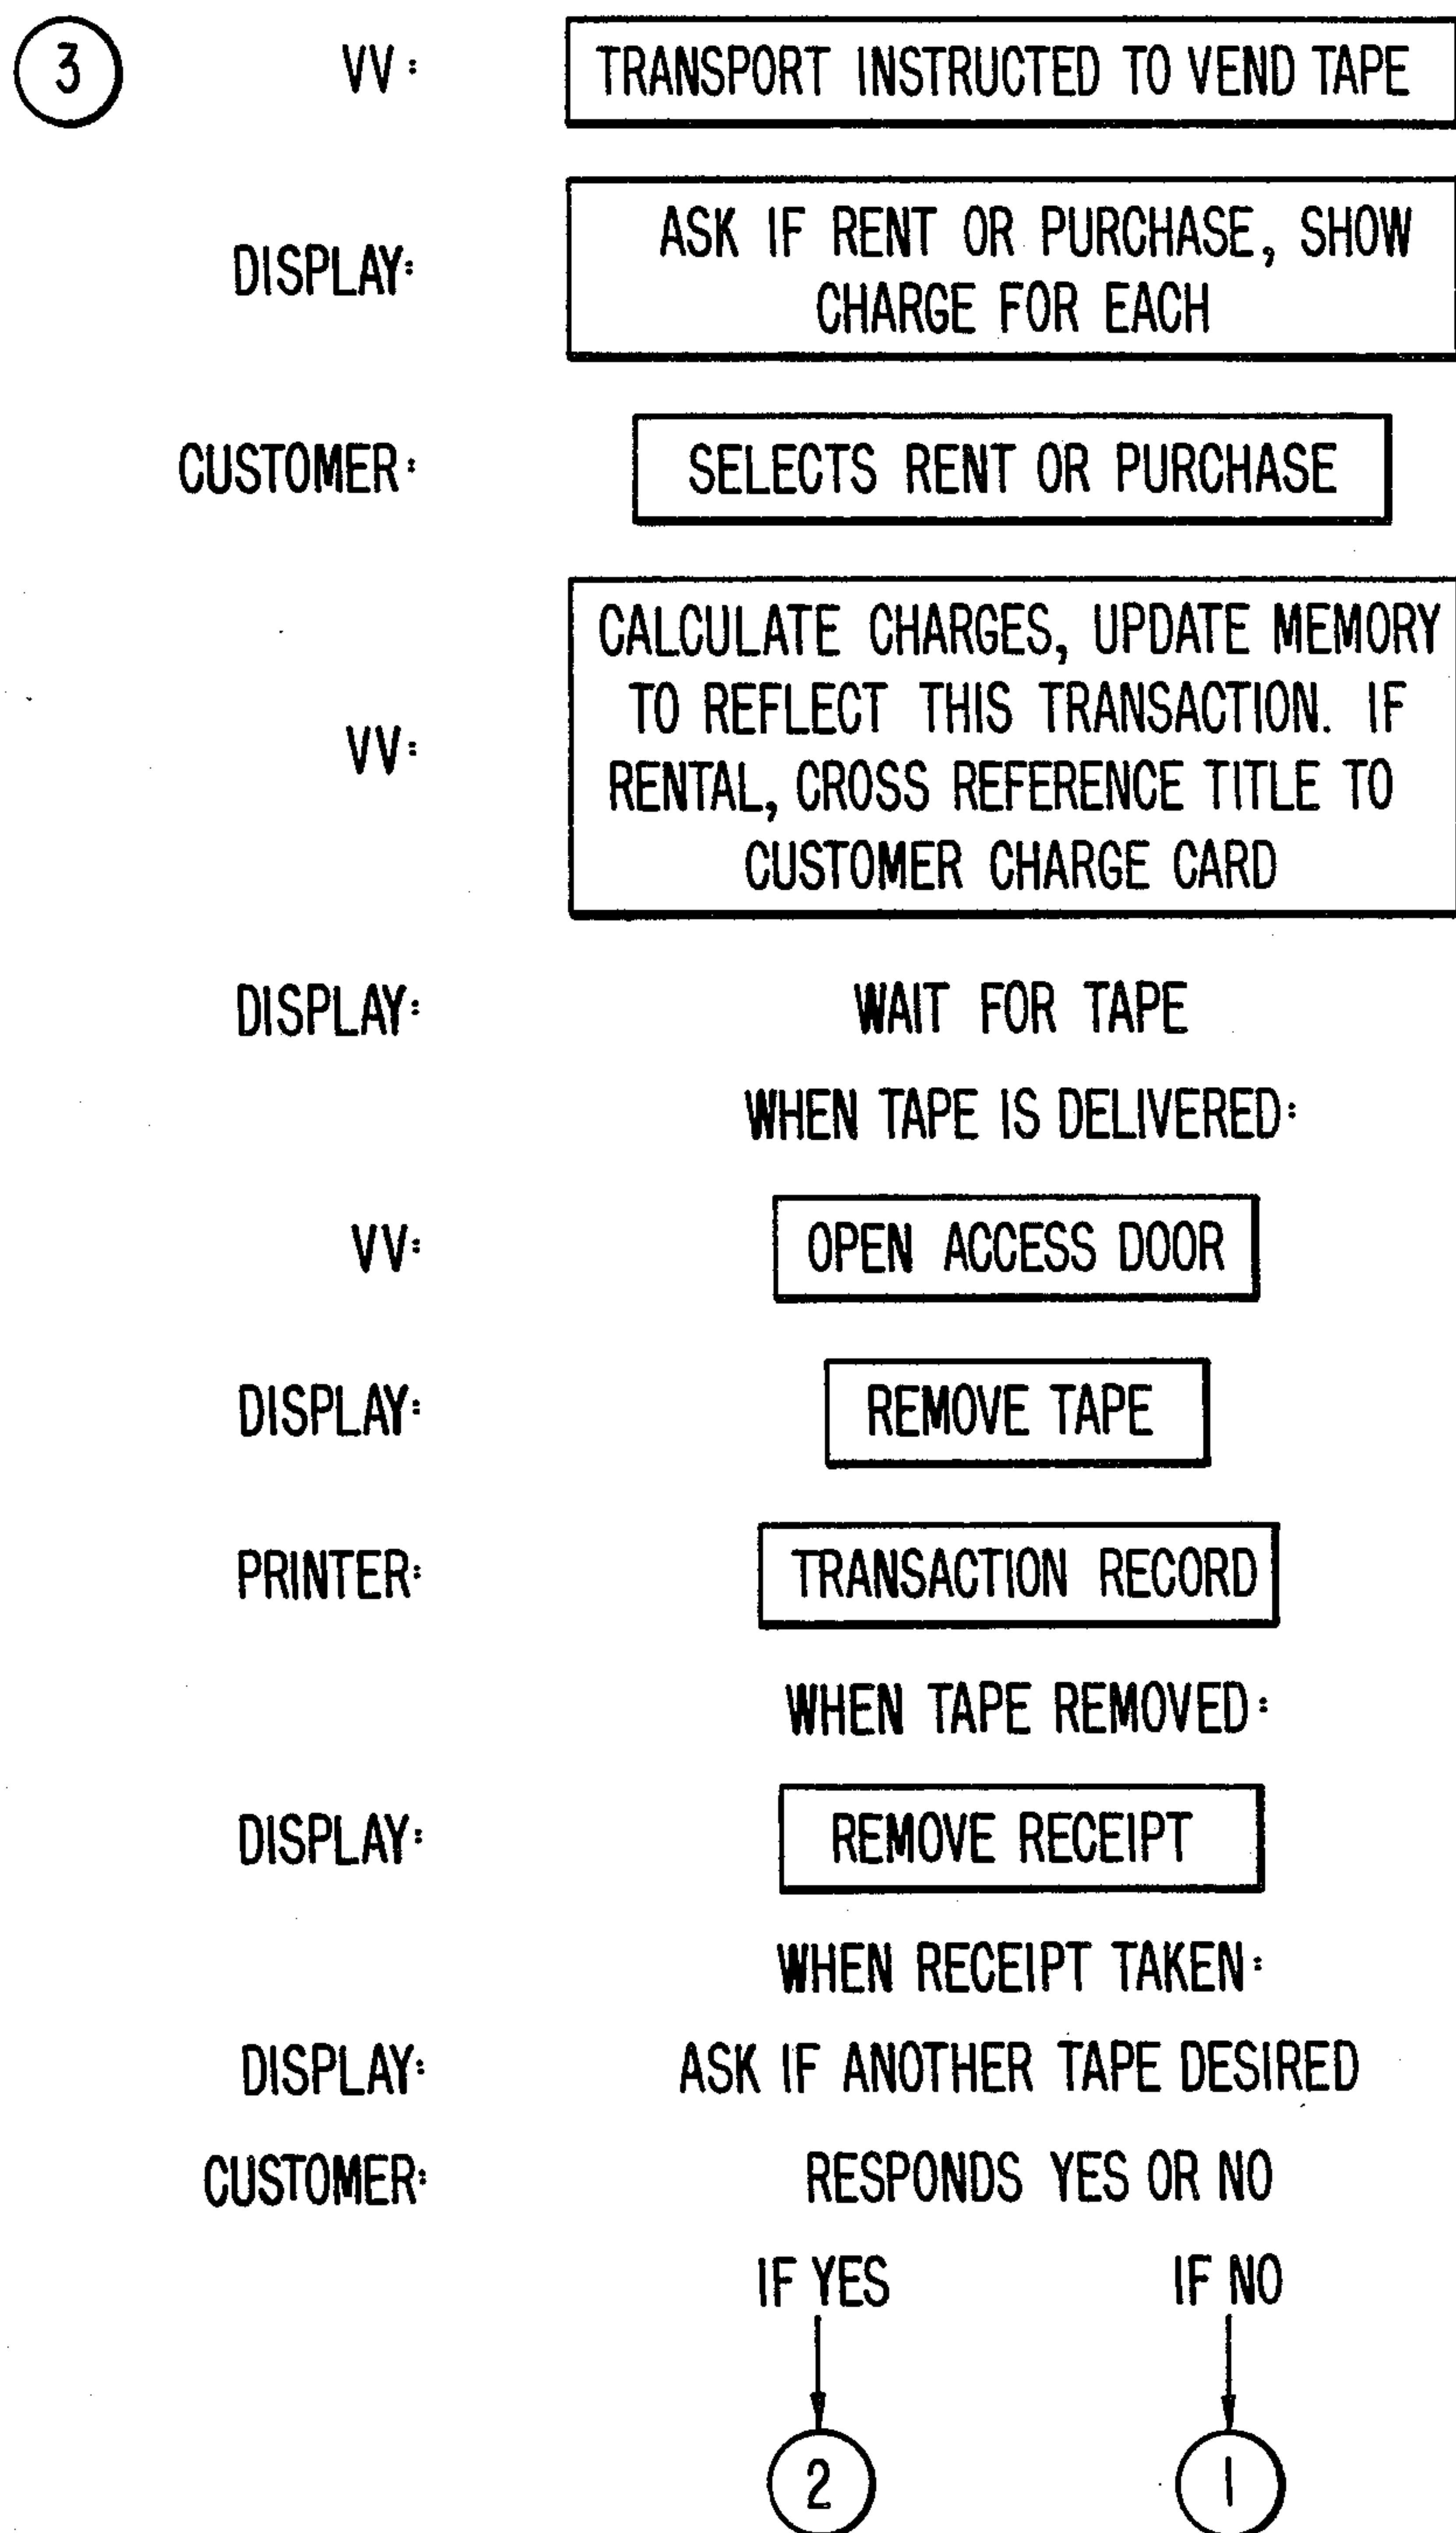 3 VV: TRANSPORT INSTRUCTED TO VEND TAPE
DISPLAY: ASK IF RENT OR PURCHASE, SHOW
CHARGE FOR EACH
CUSTOMER: SELECTS RENT OR PURCHASE
CALCULATE CHARGES, UPDATE MEMORY
TO REFLECT THIS TRANSACTION. IF
VV: RENTAL, CROSS REFERENCE TITLE TO
CUSTOMER CHARGE CARD
DISPLAY: WAIT FOR TAPE
WHEN TAPE IS DELIVERED:
VV: OPEN ACCESS DOOR
DISPLAY: REMOVE TAPE
PRINTER: TRANSACTION RECORD
WHEN TAPE REMOVED:
DISPLAY: REMOVE RECEIPT
WHEN RECEIPT TAKEN:
DISPLAY: ASK IF ANOTHER TAPE DESIRED
CUSTOMER: RESPONDS YES OR NO
IF YES IF NO
2 1